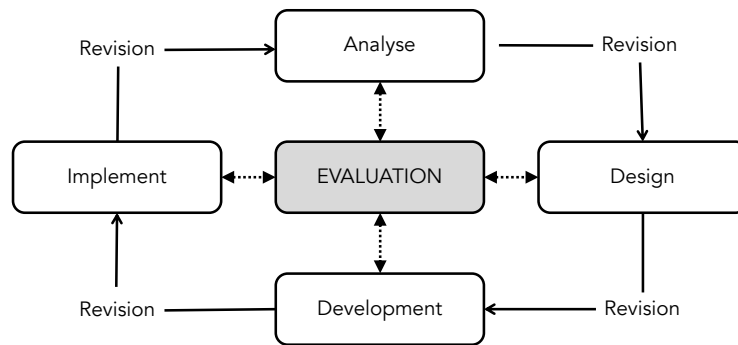 Revision
Analyse
Revision
Implement
EVALUATION
Design
Revision
Development
Revision